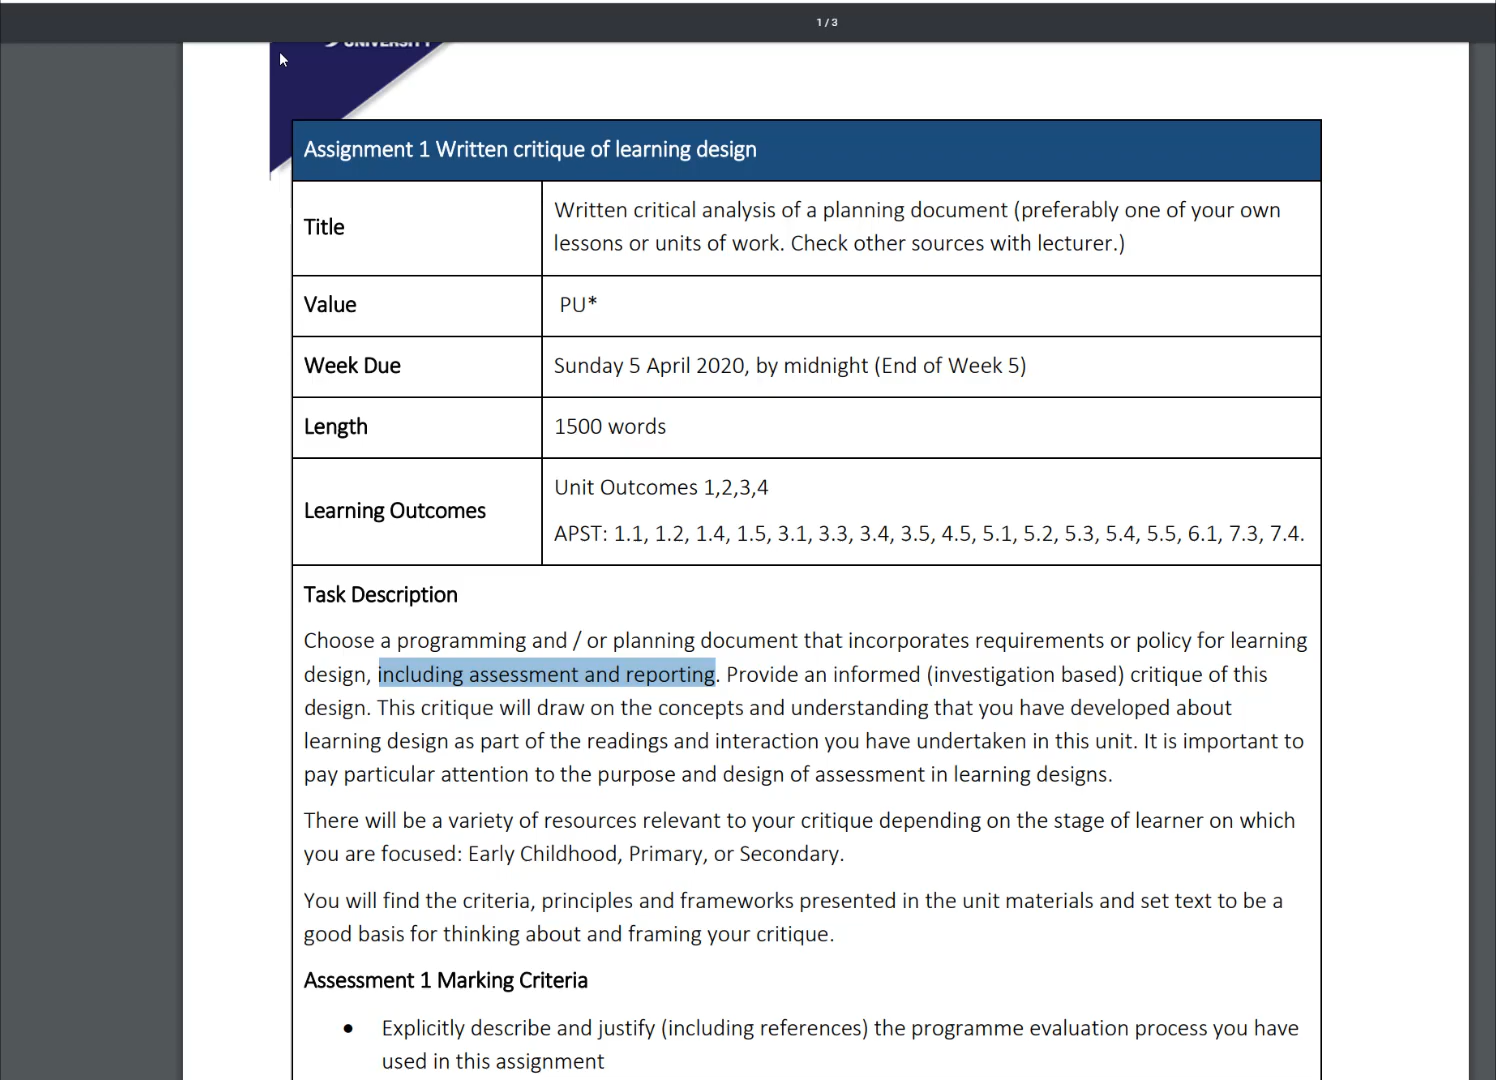 1 / 3
UNIVERSITY
Assignment 1 Written critique of learning design
Title
Written critical analysis of a planning document (preferably one of your own
lessons or units of work. Check other sources with lecturer.)
Value
PU*
Week Due
Sunday 5 April 2020, by midnight (End of Week 5)
Length
1500 words
Learning Outcomes
Unit Outcomes 1,2,3,4
APST: 1.1, 1.2, 1.4, 1.5, 3.1, 3.3, 3.4, 3.5, 4.5, 5.1, 5.2, 5.3, 5.4, 5.5, 6.1, 7.3, 7.4.
Task Description
Choose a programming and / or planning document that incorporates requirements or policy for learning
design, including assessment and reporting. Provide an informed (investigation based) critique of this
design. This critique will draw on the concepts and understanding that you have developed about
learning design as part of the readings and interaction you have undertaken in this unit. It is important to
pay particular attention to the purpose and design of assessment in learning designs.
There will be a variety of resources relevant to your critique depending on the stage of learner on which
you are focused: Early Childhood, Primary, or Secondary.
You will find the criteria, principles and frameworks presented in the unit materials and set text to be a
good basis for thinking about and framing your critique.
Assessment 1 Marking Criteria
• Explicitly describe and justify (including references) the programme evaluation process you have
used in this assignment